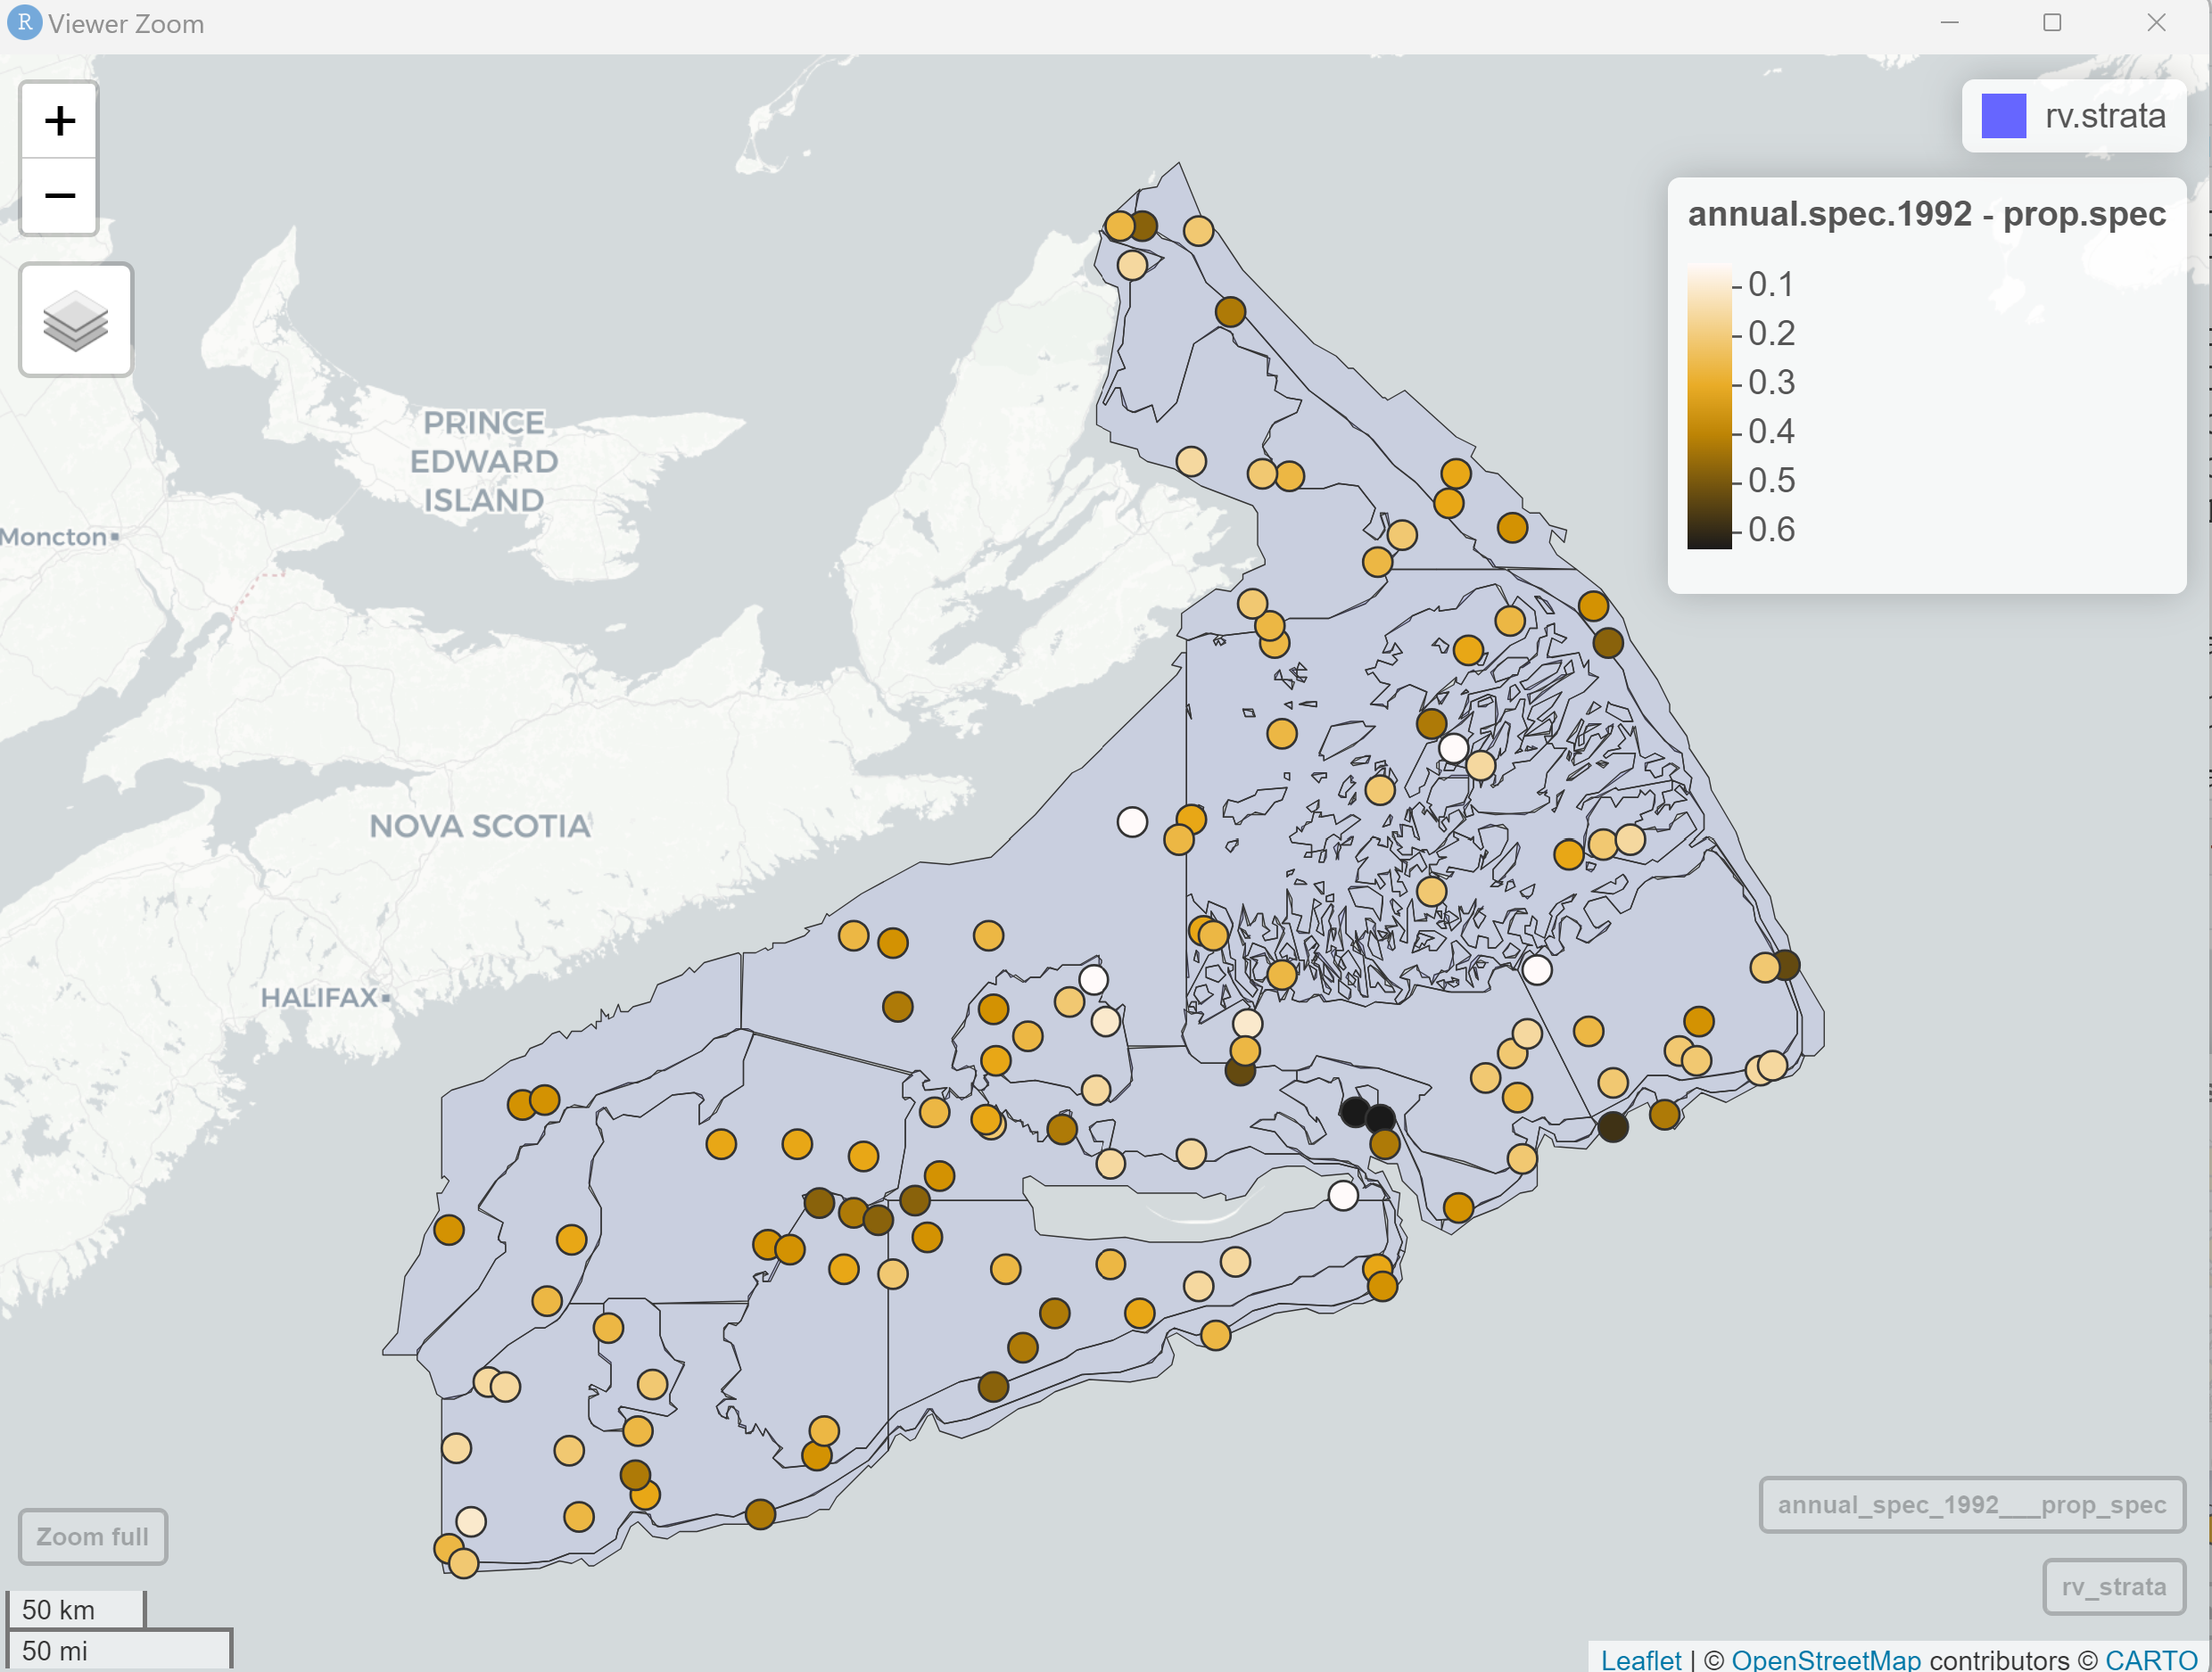 R Viewer Zoom
+
−
rv.strata
annual.spec.1992 - prop.spec
0.1
0.2
0.3
0.4
0.5
0.6
PRINCE
EDWARD
ISLAND
Moncton
NOVA SCOTIA
HALIFAX
annual_spec_1992___prop_spec
Zoom full
rv_strata
50 km
50 mi
Leaflet | © OpenStreetMap contributors © CARTO